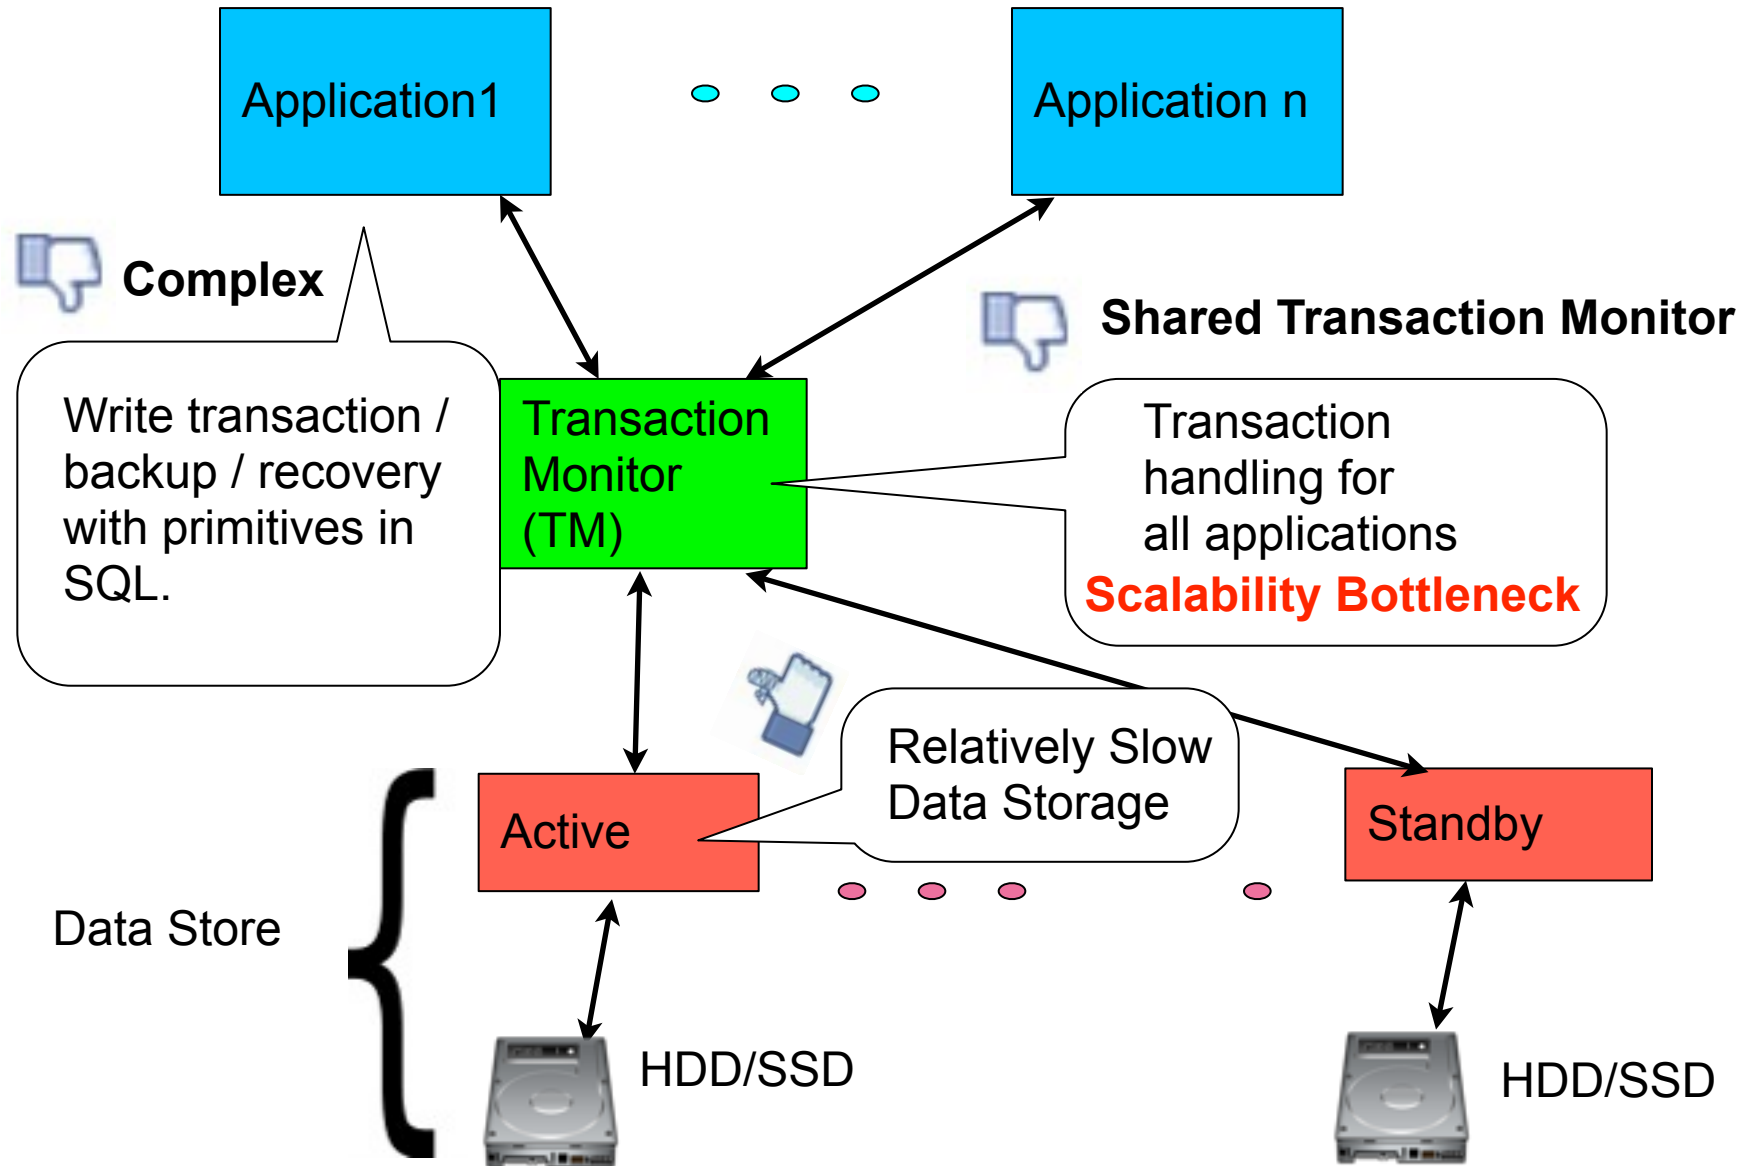 Application1
Application n
Complex
Shared Transaction Monitor
Write transaction /
backup / recovery
with primitives in
SQL.
Transaction
Monitor
(TM)
Transaction
handling for
all applications
Scalability Bottleneck
Relatively Slow
Data Storage
Active
Standby
Data Store
HDD/SSD
HDD/SSD